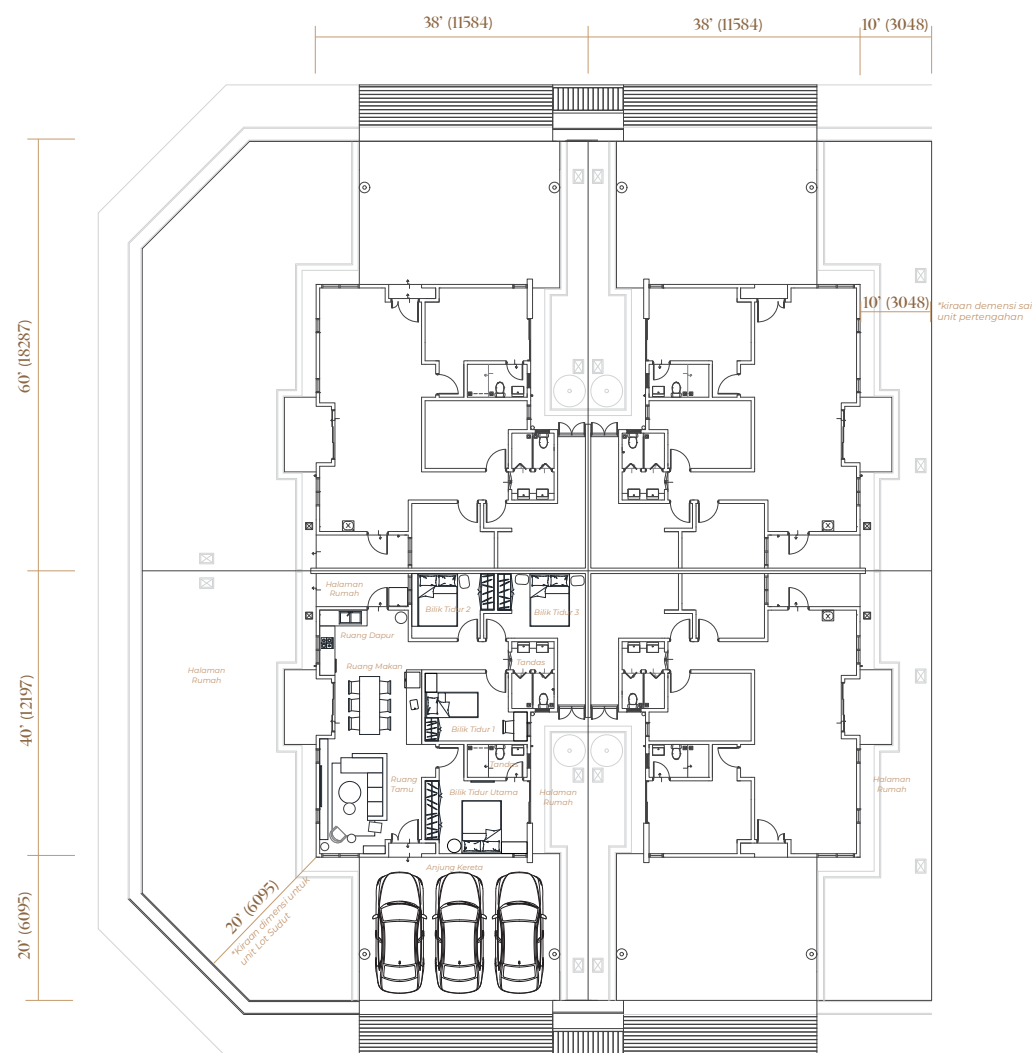 38' (11584)
38' (11584)
10' (3048)
60' (18287)
10' (3048)
*kiraan demensi sai
unit pertengahan
Halaman
Rumah
Bilik Tidur 2
Bilik Tidur 3
Ruang Dapur
Ruang Makan
Tandas
Halaman
Rumah
40' (12197)
Bilik Tidur 1
Tandas
Ruang
Tamu
Bilik Tidur Utama
Halaman
Rumah
Halaman
Rumah
Anjung Kereta
20' (6095)
*Kiraan dimensi untuk
unit Lot Sudut
20' (6095)